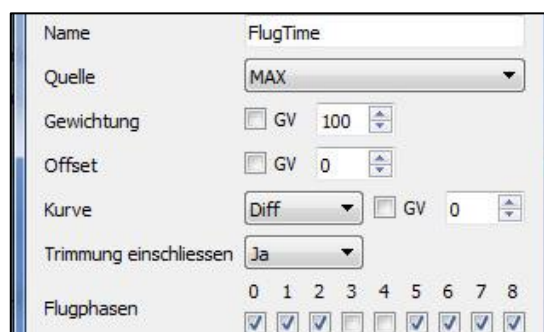 Name FlugTime
Quelle MAX
Gewichtung GV 100
Offset GV 0
Kurve Diff GV 0
Trimmung einschliessen Ja
0 1 2 3 4 5 6 7 8
Flugphasen